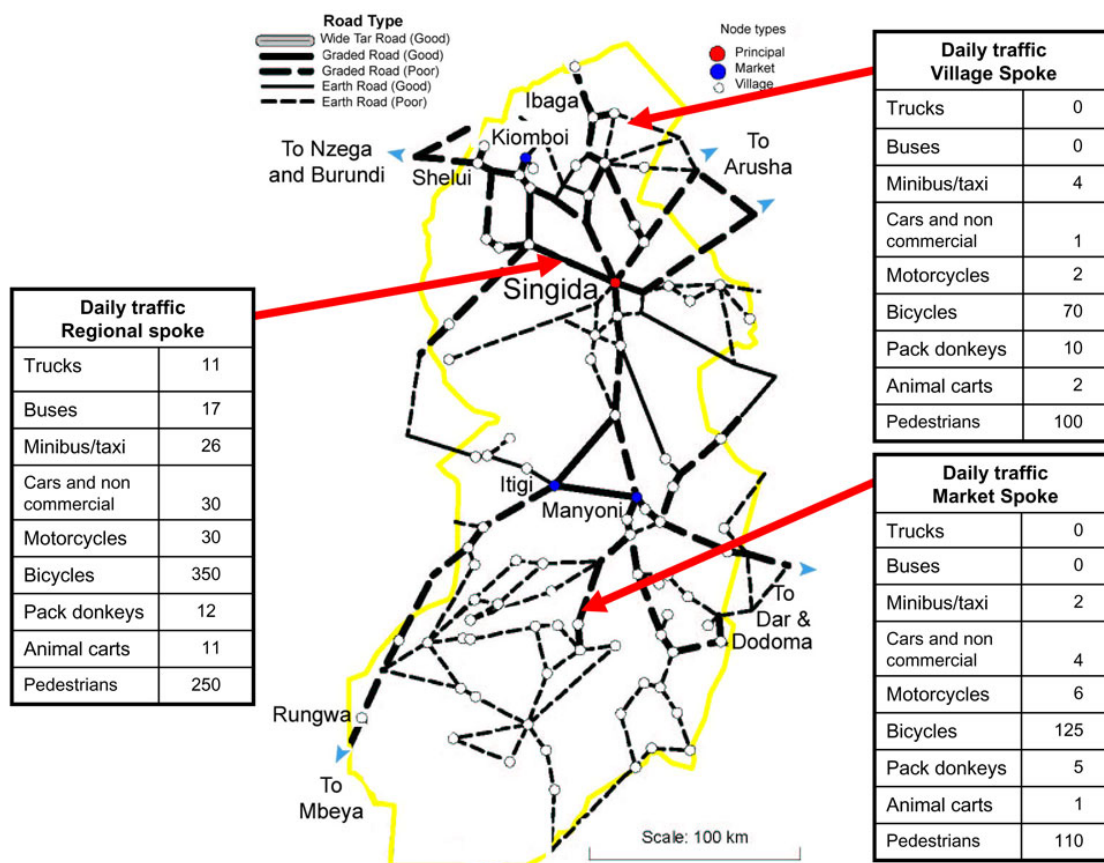 Road Type
Wide Tar Road (Good)
Graded Road (Good)
Graded Road (Poor)
Earth Road (Good)
Earth Road (Poor)
Node types
Principal
Market
Village
Ibaga
Kiomboi
To Nzega
and Burundi
Shelui
To
Arusha
Singida
Itigi
Manyoni
To
Dar &
Dodoma
Rungwa
To
Mbeya
Scale: 100 km
Daily traffic
Regional spoke
Trucks 11
Buses 17
Minibus/taxi 26
Cars and non
commercial 30
Motorcycles 30
Bicycles 350
Pack donkeys 12
Animal carts 11
Pedestrians 250
Daily traffic
Village Spoke
Trucks 0
Buses 0
Minibus/taxi 4
Cars and non
commercial 1
Motorcycles 2
Bicycles 70
Pack donkeys 10
Animal carts 2
Pedestrians 100
Daily traffic
Market Spoke
Trucks 0
Buses 0
Minibus/taxi 2
Cars and non
commercial 4
Motorcycles 6
Bicycles 125
Pack donkeys 5
Animal carts 1
Pedestrians 110